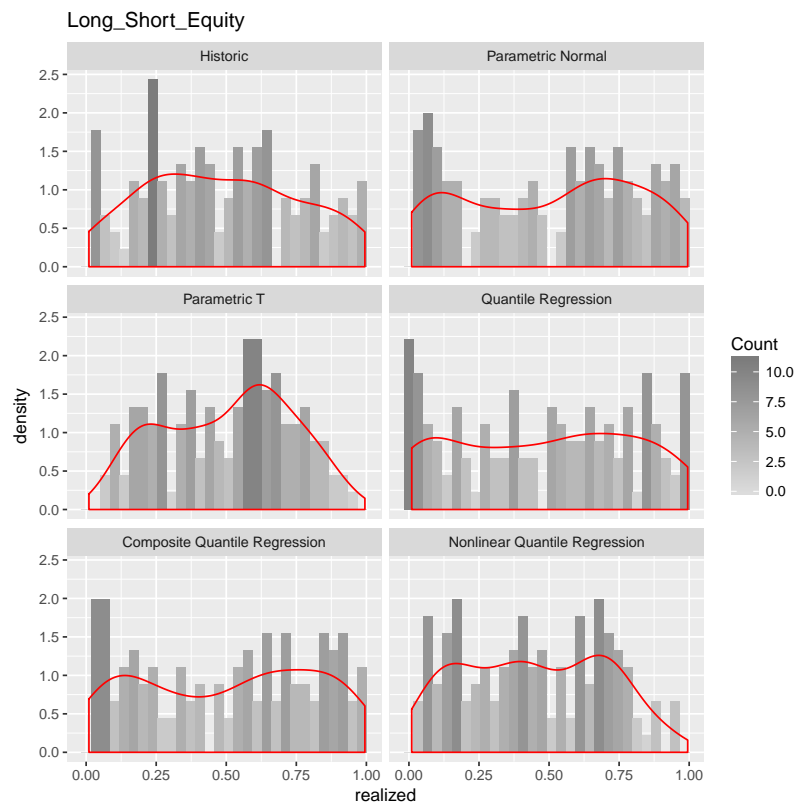 Long_Short_Equity
Historic
Parametric Normal
2.5
2.0
1.5
1.0
0.5
0.0
Parametric T
Quantile Regression
2.5
2.0
1.5
1.0
0.5
0.0
density
Count
10.0
7.5
5.0
2.5
0.0
Composite Quantile Regression
Nonlinear Quantile Regression
2.5
2.0
1.5
1.0
0.5
0.0
0.00 0.25 0.50 0.75 1.00 0.00 0.25 0.50 0.75 1.00
realized